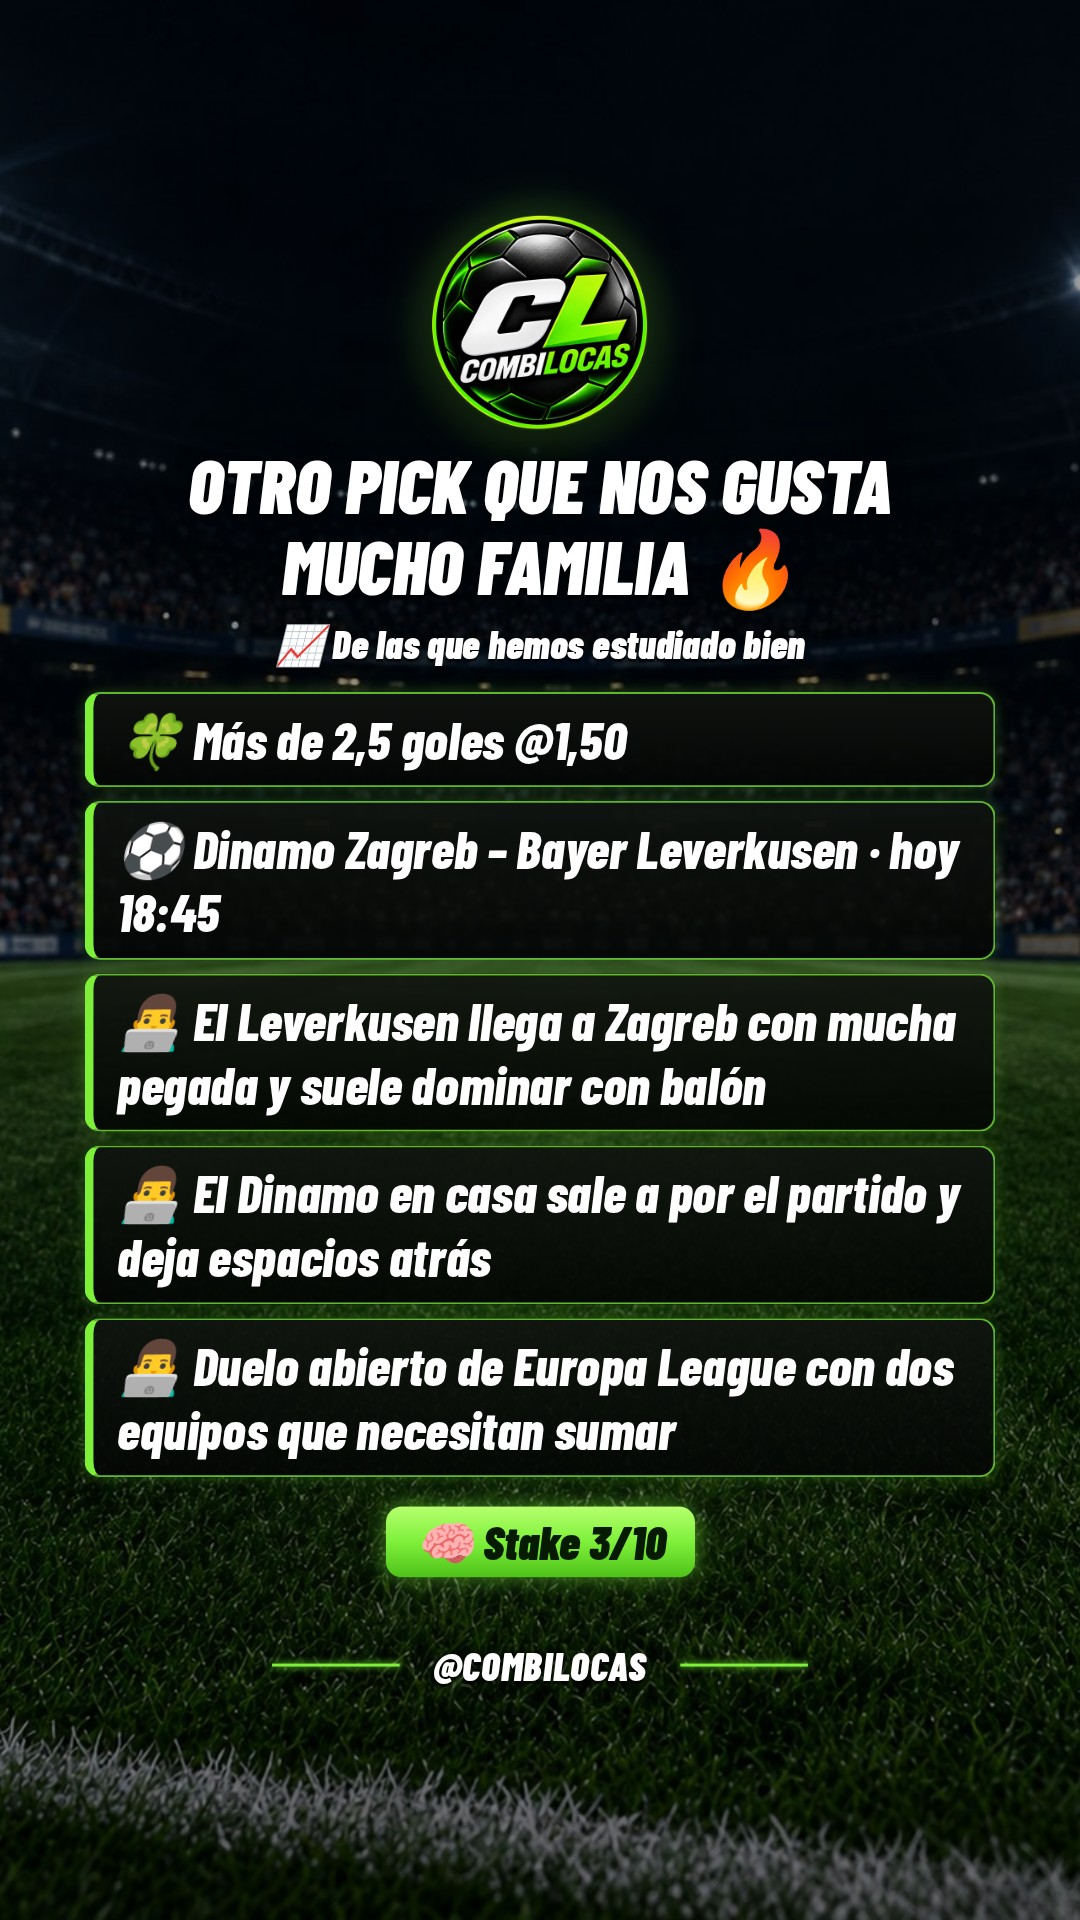 CL
COMBILOCAS
OTRO PICK QUE NOS GUSTA
MUCHO FAMILIA 🔥
📈 De las que hemos estudiado bien
🍀 Más de 2,5 goles @1,50
⚽ Dinamo Zagreb - Bayer Leverkusen · hoy
18:45
👨‍💻 El Leverkusen llega a Zagreb con mucha
pegada y suele dominar con balón
👨‍💻 El Dinamo en casa sale a por el partido y
deja espacios atrás
👨‍💻 Duelo abierto de Europa League con dos
equipos que necesitan sumar
🧠 Stake 3/10
@COMBILOCAS